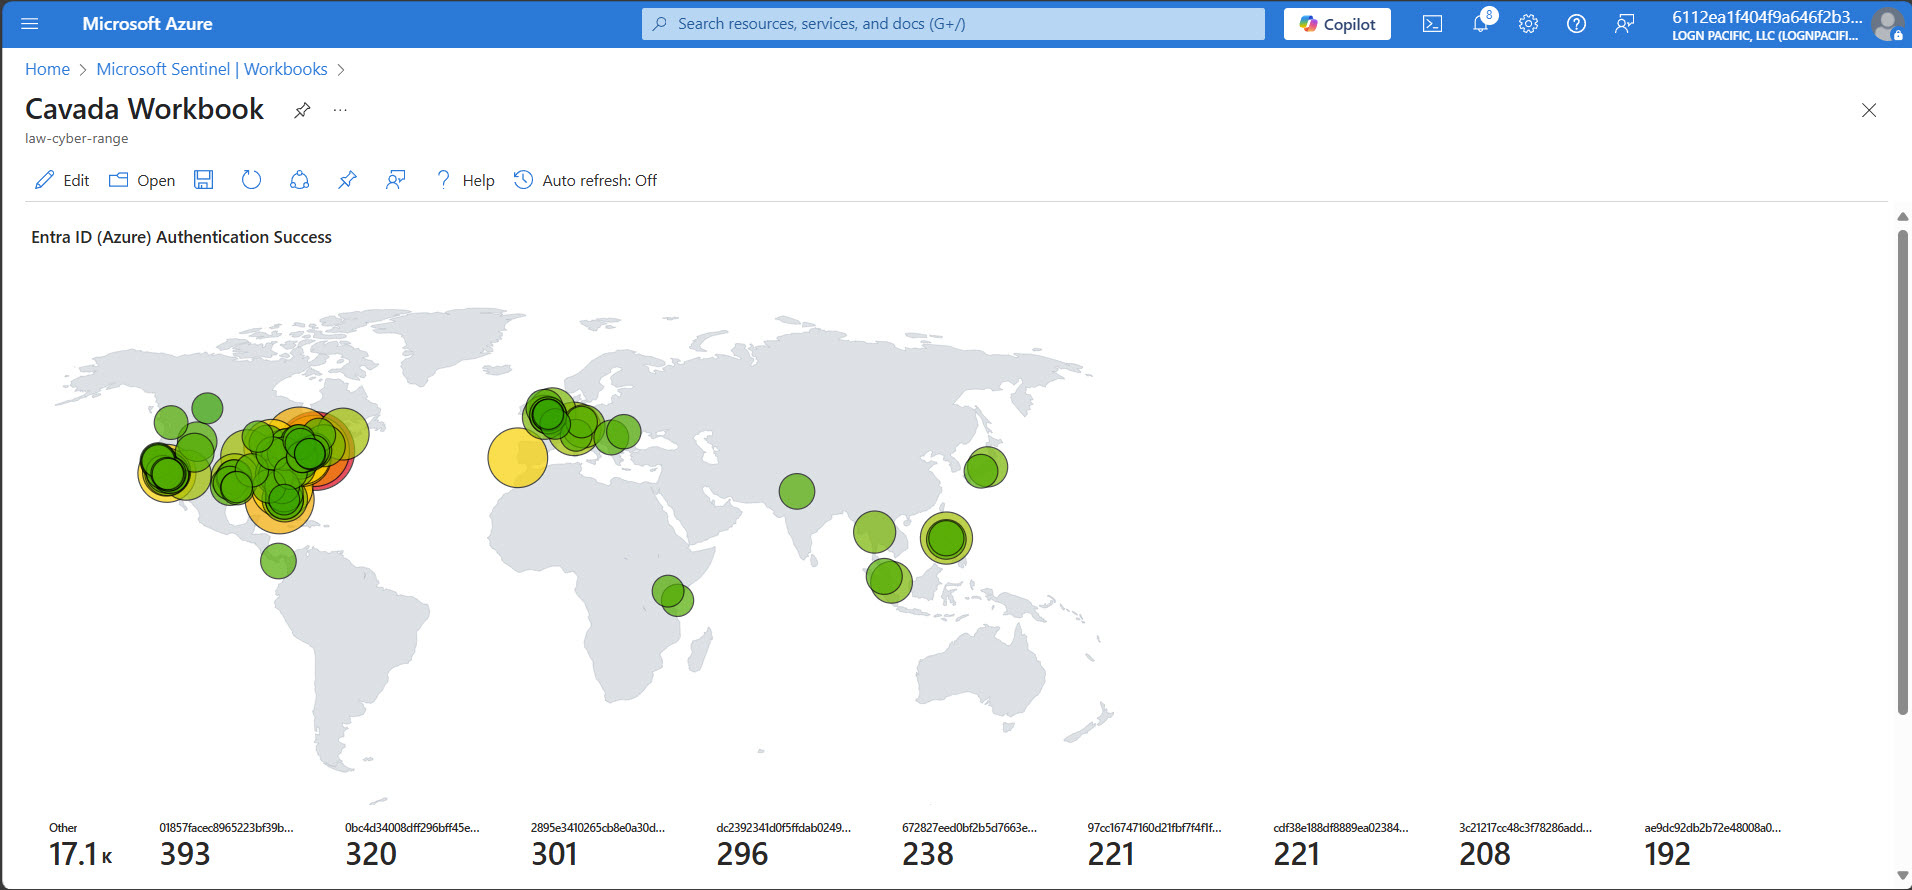 Microsoft Azure
Search resources, services, and docs (G+/)
Copilot
8
6112ea1f404f9a646f2b3...
LOGN PACIFIC, LLC (LOGNPACIFI...
Home > Microsoft Sentinel | Workbooks >
Cavada Workbook
law-cyber-range
Edit Open Help Auto refresh: Off
Entra ID (Azure) Authentication Success
Other 01857facec8965223bf39b... 0bc4d34008dff296bff45e... 2895e3410265cb8e0a30d... dc2392341d0f5ffdab0249... 672827eed0bf2b5d7663e... 97cc16747160d21fbf7f4f1f... cdf38e188df8889ea02384... 3c21217cc48c3f78286add... ae9dc92db2b72e48008a0...
17.1 K 393 320 301 296 238 221 221 208 192